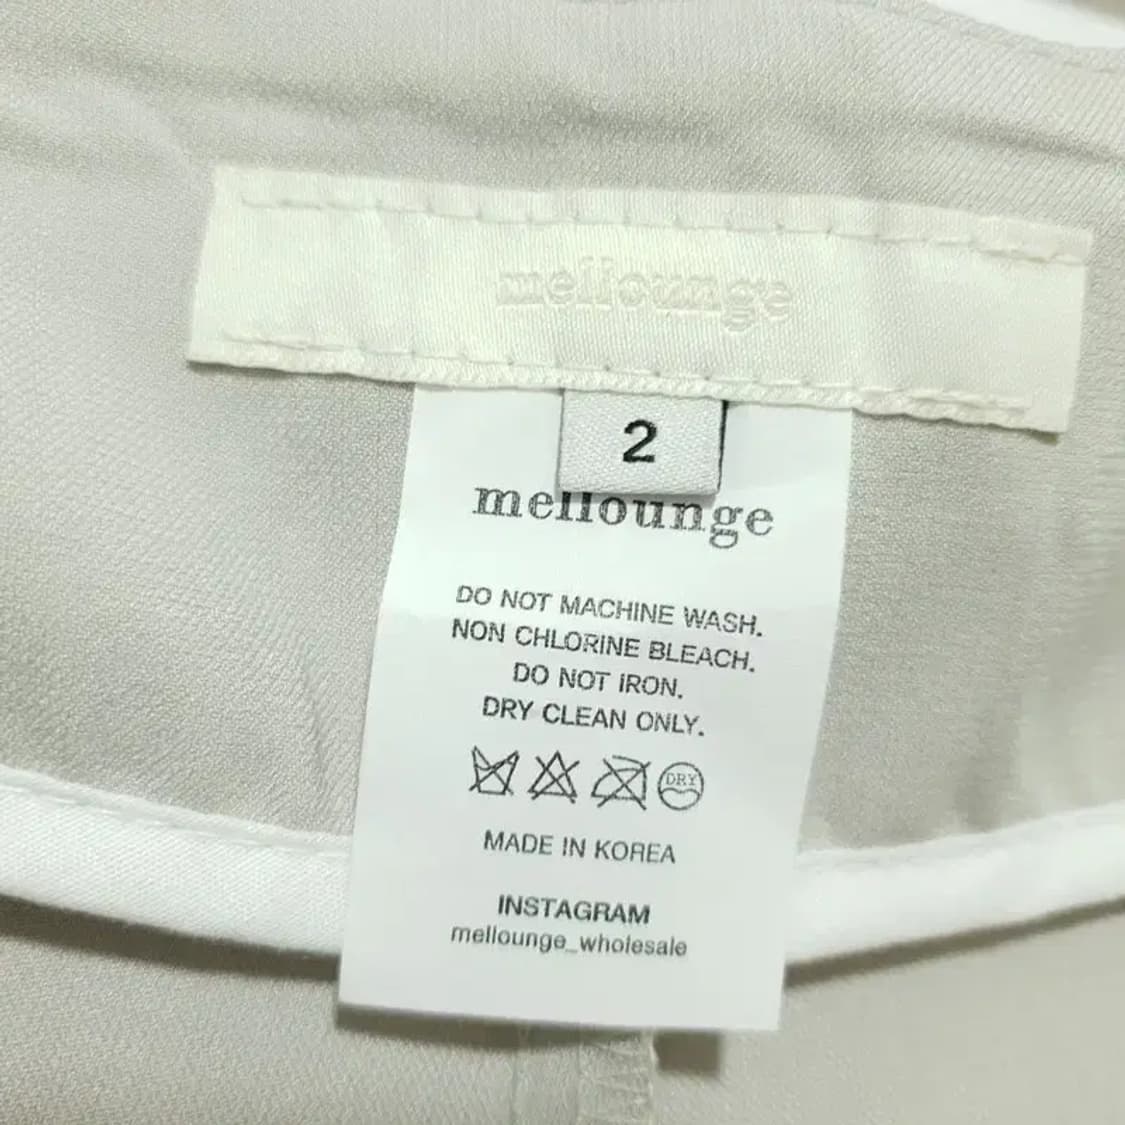 mellounge
2
mellounge
DO NOT MACHINE WASH.
NON CHLORINE BLEACH.
DO NOT IRON.
DRY CLEAN ONLY.
DRY
MADE IN KOREA
INSTAGRAM
mellounge_wholesale